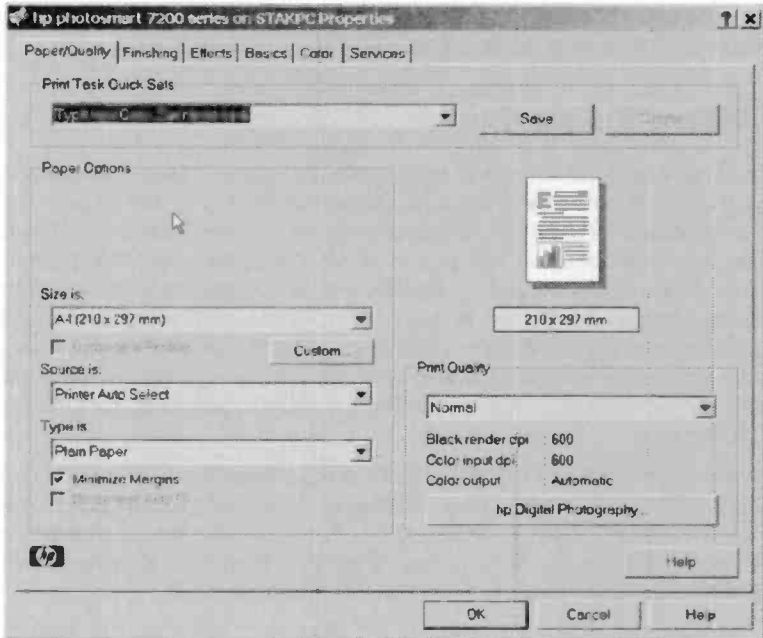 hp photosmart 7200 series on STAKPC Properties
Paper/Quality Finishing Effects Basics Color Services
Print Task Quick Sets
Save
Paper Options
E
Size is:
A4 (210 x 297 mm)
210 x 297 mm
Custom...
Source is:
Print Quality
Printer Auto Select
Normal
Type is:
Black render dpi : 600
Plain Paper
Color input dpi : 600
Minimize Margins
Color output : Automatic
hp Digital Photography...
hp
Help
OK Cancel Help